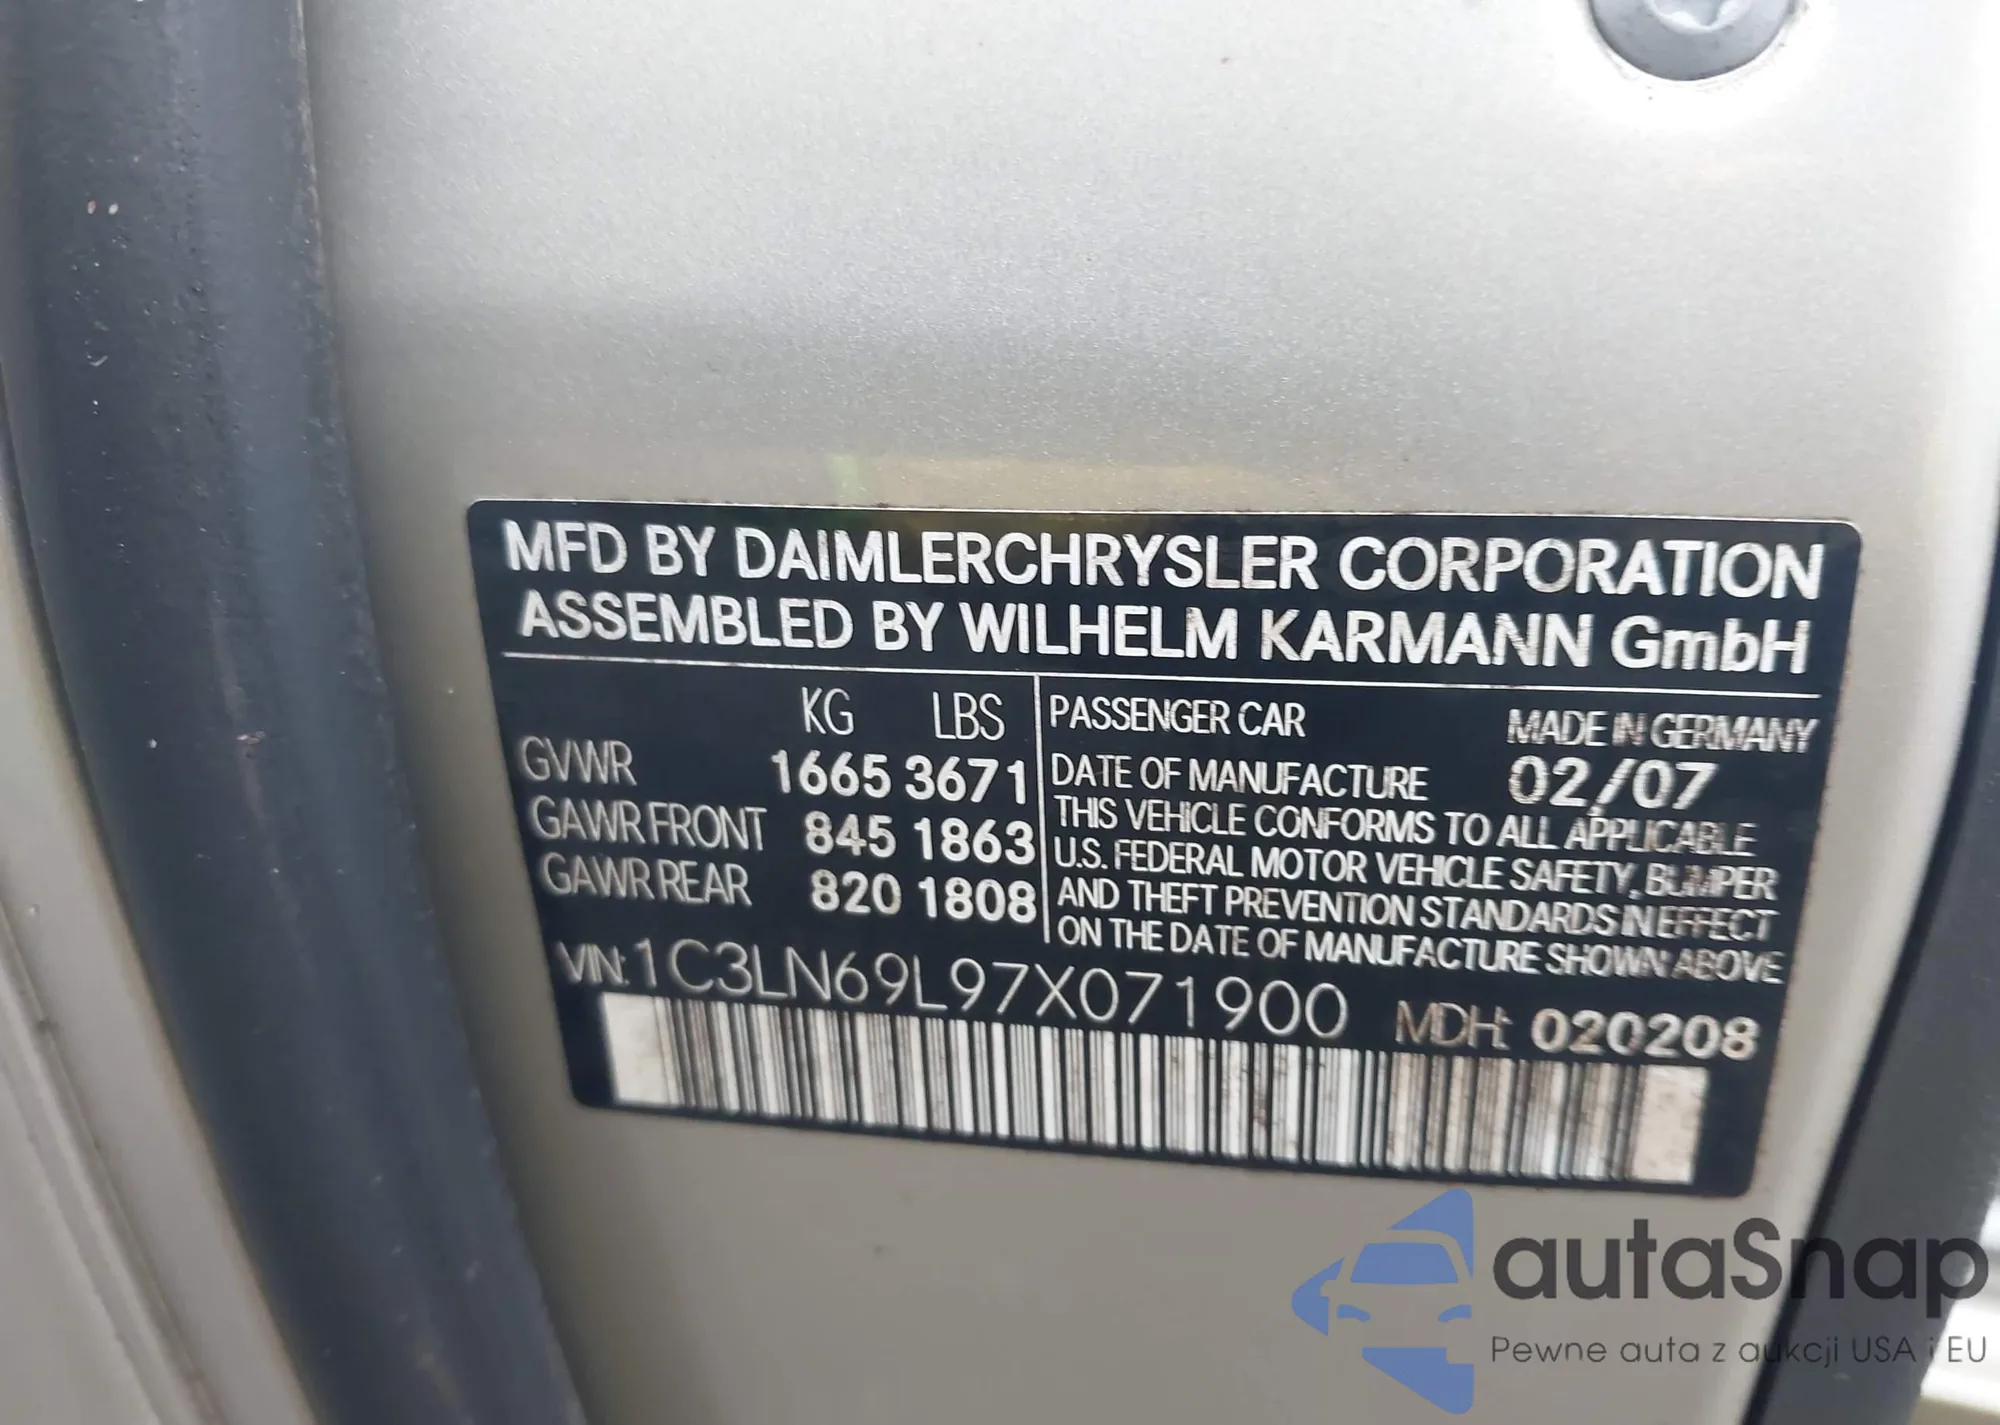 MFD BY DAIMLERCHRYSLER CORPORATION
ASSEMBLED BY WILHELM KARMANN GmbH
KG LBS
GVWR 1665 3671
GAWR FRONT 845 1863
GAWR REAR 820 1808
PASSENGER CAR MADE IN GERMANY
DATE OF MANUFACTURE 02/07
THIS VEHICLE CONFORMS TO ALL APPLICABLE
U.S. FEDERAL MOTOR VEHICLE SAFETY, BUMPER
AND THEFT PREVENTION STANDARDS IN EFFECT
ON THE DATE OF MANUFACTURE SHOWN ABOVE
VIN: 1C3LN69L97X071900 MDH: 020208
autaSnap
Pewne auta z aukcji USA i EU